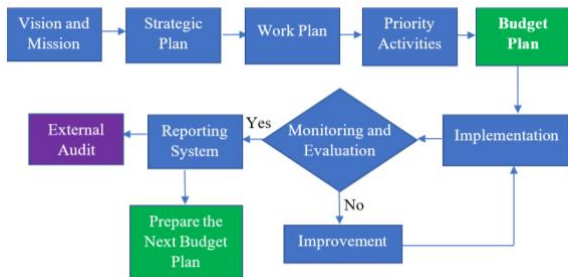 Vision and
Mission
Strategic
Plan
Work Plan
Priority
Activities
Budget
Plan
External
Audit
Reporting
System
Yes
Monitoring and
Evaluation
Implementation
No
Prepare the
Next Budget
Plan
Improvement